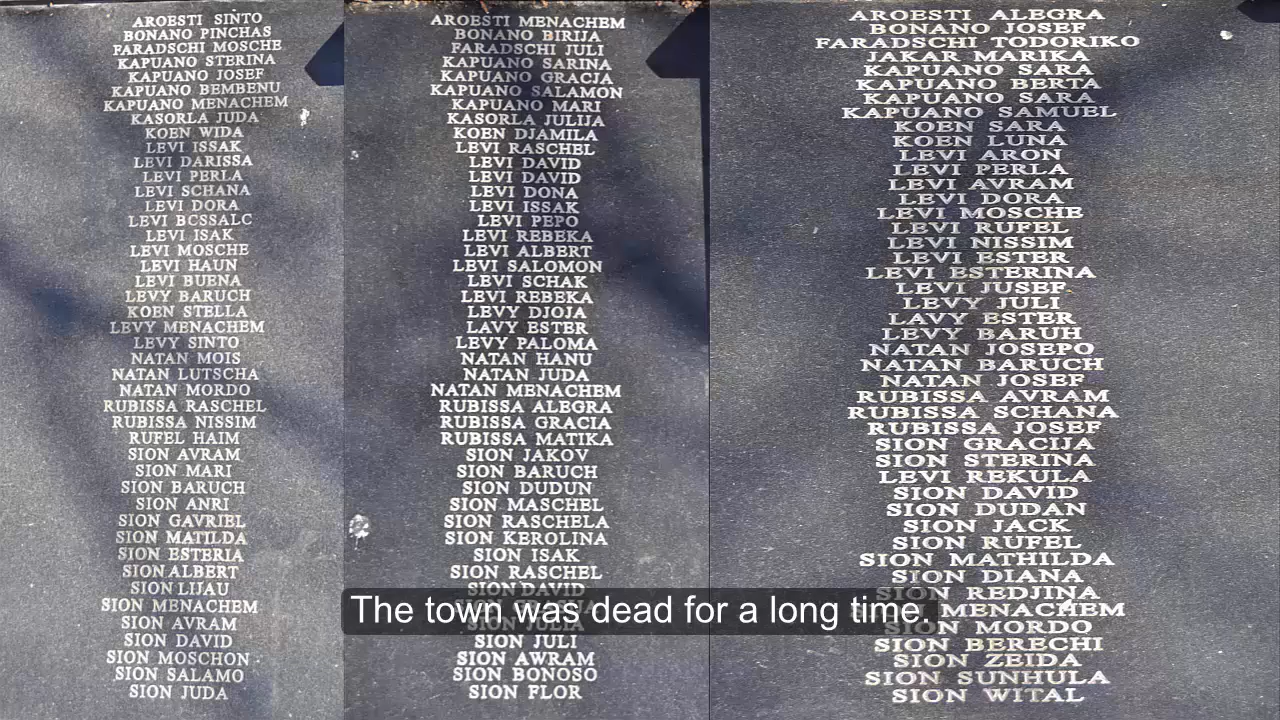 AROESTI SINTO
BONANO PINCHAS
FARADSCHI MOSCHE
KAPUANO STERINA
KAPUANO JOSEF
KAPUANO BEMBENU
KAPUANO MENACHEM
KASORLA JUDA
KOEN WIDA
LEVI ISSAK
LEVI DARISSA
LEVI PERLA
LEVI SCHANA
LEVI DORA
LEVI BCSSALC
LEVI ISAK
LEVI MOSCHE
LEVI HAUN
LEVI BUENA
LEVY BARUCH
KOEN STELLA
LEVY MENACHEM
LEVY SINTO
NATAN MOIS
NATAN LUTSCHA
NATAN MORDO
RUBISSA RASCHEL
RUBISSA NISSIM
RUFEL HAIM
SION AVRAM
SION MARI
SION BARUCH
SION ANRI
SION GAVRIEL
SION MATILDA
SION ESTERIA
SION ALBERT
SION LIJAU
SION MENACHEM
SION AVRAM
SION DAVID
SION MOSCHON
SION SALAMO
SION JUDA
AROESTI MENACHEM
BONANO BIRIJA
FARADSCHI JULI
KAPUANO SARINA
KAPUANO GRACJA
KAPUANO SALAMON
KAPUANO MARI
KASORLA JULIJA
KOEN DJAMILA
LEVI RASCHEL
LEVI DAVID
LEVI DAVID
LEVI DONA
LEVI ISSAK
LEVI PEPO
LEVI REBEKA
LEVI ALBERT
LEVI SALOMON
LEVI SCHAK
LEVI REBEKA
LEVY DJOJA
LAVY ESTER
LEVY PALOMA
NATAN HANU
NATAN JUDA
NATAN MENACHEM
RUBISSA ALEGRA
RUBISSA GRACIA
RUBISSA MATIKA
SION JAKOV
SION BARUCH
SION DUDUN
SION MASCHEL
SION RASCHELA
SION KEROLINA
SION ISAK
SION RASCHEL
SION DAVID
SION JULIA
SION JULI
SION AWRAM
SION BONOSO
SION FLOR
AROESTI ALEGRA
BONANO JOSEF
FARADSCHI TODORIKO
JAKAR MARIKA
KAPUANO SARA
KAPUANO BERTA
KAPUANO SARA
KAPUANO SAMUEL
KOEN SARA
KOEN LUNA
LEVI ARON
LEVI PERLA
LEVI AVRAM
LEVI DORA
LEVI MOSCHE
LEVI RUFEL
LEVI NISSIM
LEVI ESTER
LEVI ESTERINA
LEVI JUSEF
LEVY JULI
LAVY ESTER
LEVY BARUH
NATAN JOSEPO
NATAN BARUCH
NATAN JOSEF
RUBISSA AVRAM
RUBISSA SCHANA
RUBISSA JOSEF
SION GRACIJA
SION STERINA
LEVI REKULA
SION DAVID
SION DUDAN
SION JACK
SION RUFEL
SION MATHILDA
SION DIANA
SION REDJINA
MENACHEM
SION MORDO
SION BERECHI
SION ZEIDA
SION SUNHULA
SION WITAL
The town was dead for a long time.